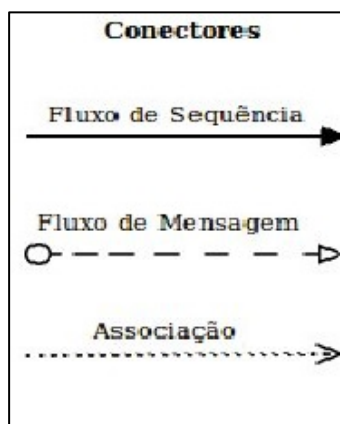 Conectores
Fluxo de Sequência
Fluxo de Mensagem
Associação